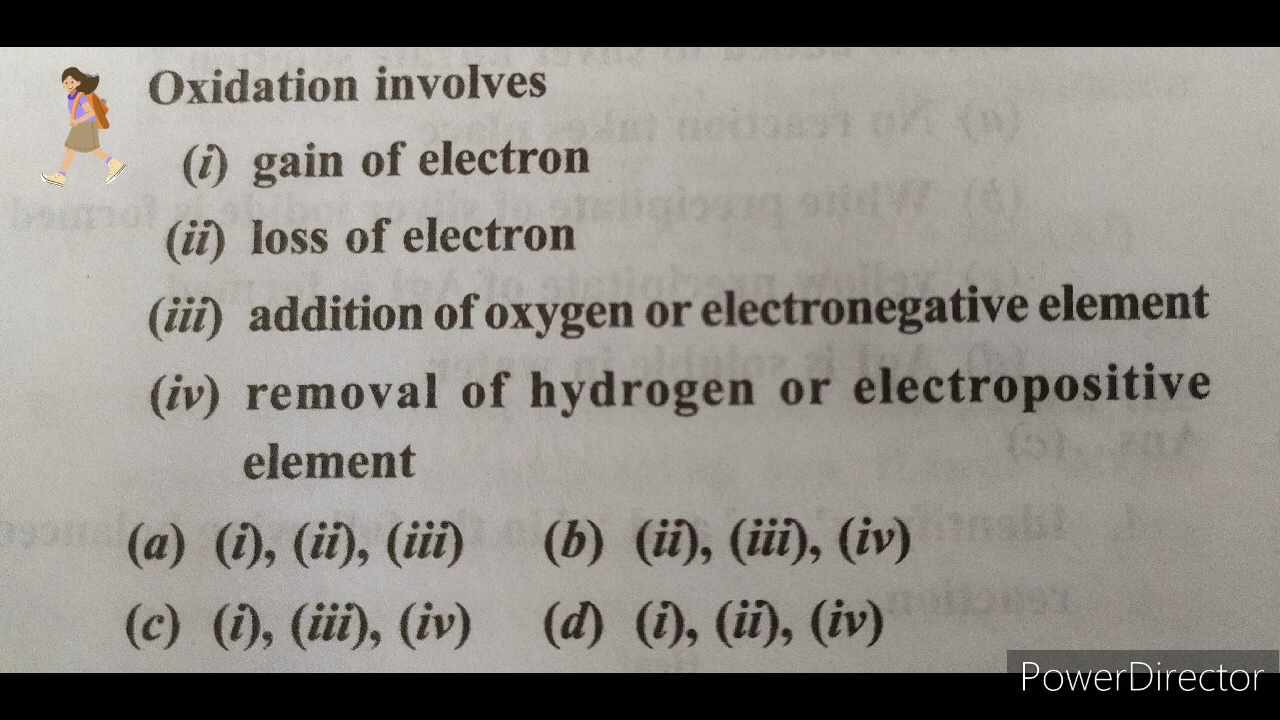 Oxidation involves
(i) gain of electron
(ii) loss of electron
(iii) addition of oxygen or electronegative element
(iv) removal of hydrogen or electropositive
element
(a) (i), (ii), (iii) (b) (ii), (iii), (iv)
(c) (i), (iii), (iv) (d) (i), (ii), (iv)
PowerDirector